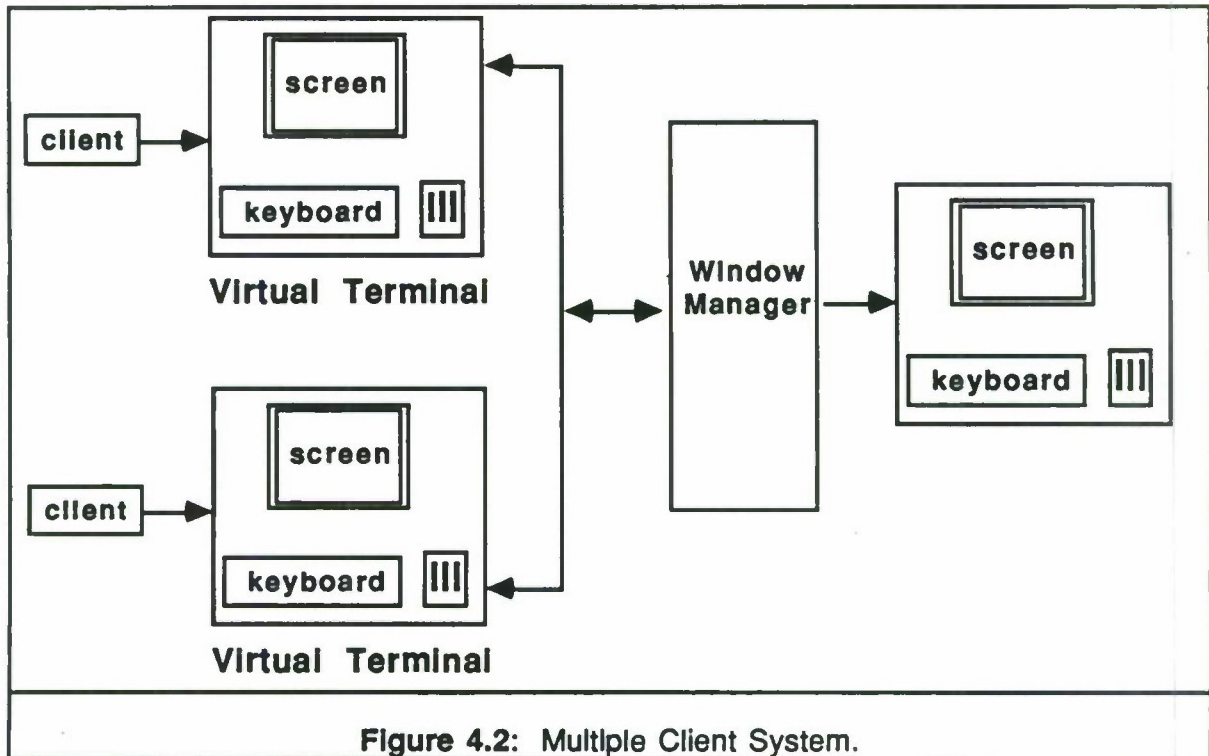 screen
client
keyboard
Virtual Terminal
screen
client
keyboard
Virtual Terminal
Window
Manager
screen
keyboard
Figure 4.2: Multiple Client System.